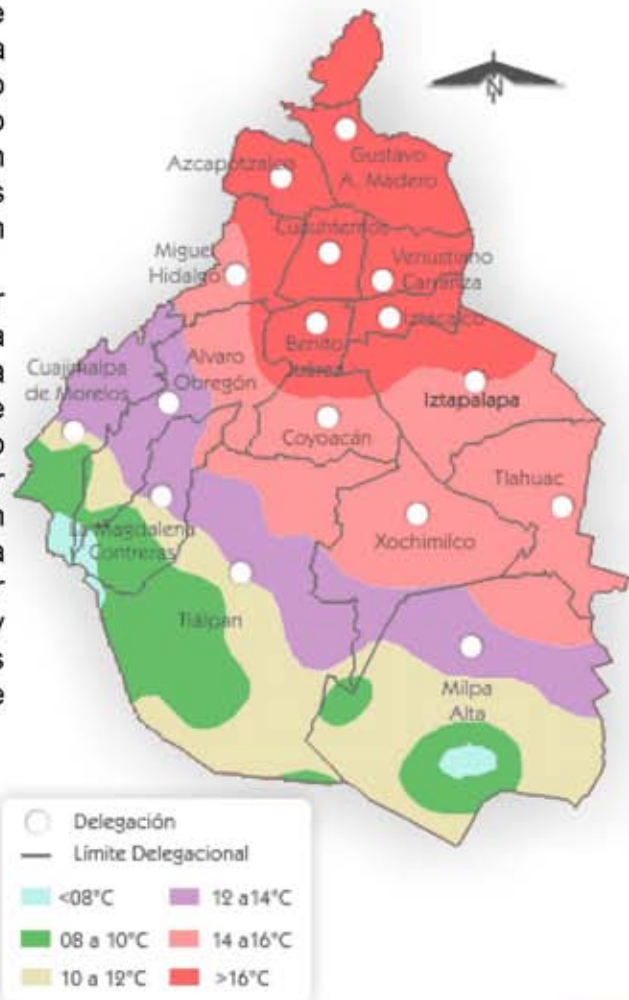 N
Azcapotzalco
Gustavo
A. Madero
Cuauhtemoc
Miguel
Hidalgo
Venustiano
Carranza
Iztacalco
Benito
Juárez
Alvaro
Obregón
Cuajimalpa
de Morelos
Iztapalapa
Coyoacán
Tlahuac
Xochimilco
La Magdalena
Contreras
Tlalpan
Milpa
Alta
Delegación
Límite Delegacional
<08°C
12 a14°C
08 a 10°C
14 a16°C
10 a 12°C
>16°C